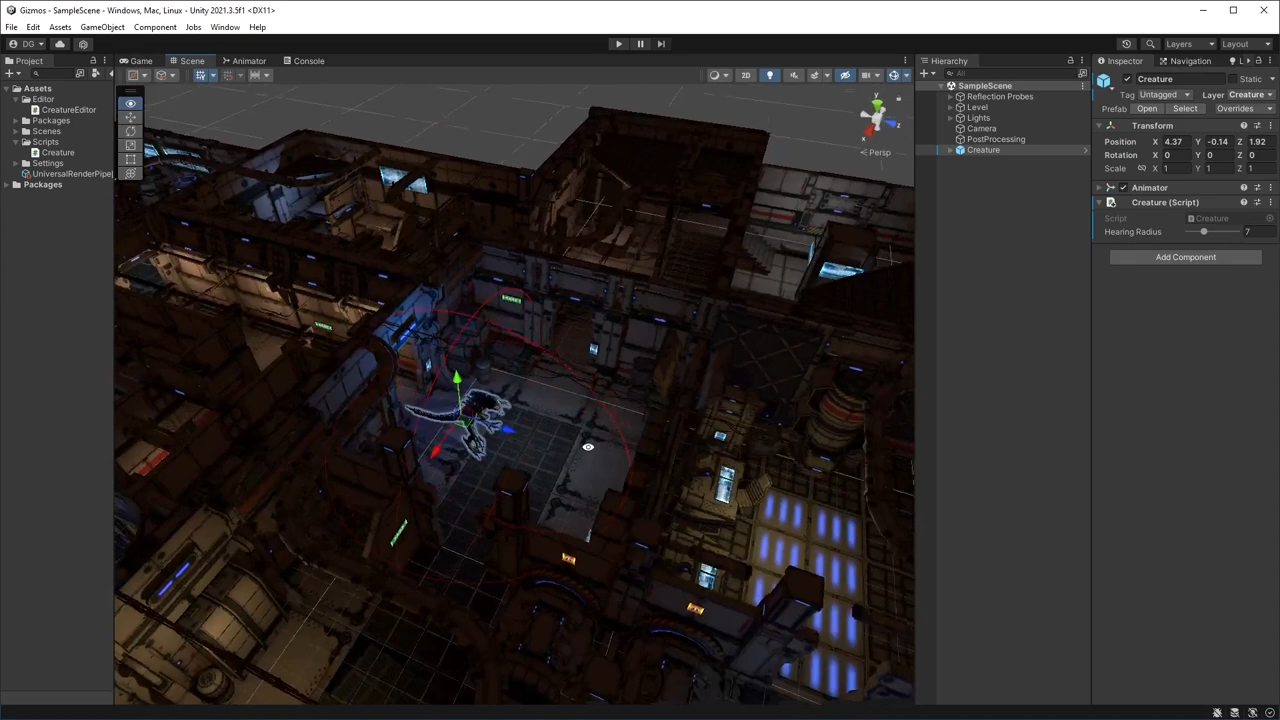 Gizmos - SampleScene - Windows, Mac, Linux - Unity 2021.3.5f1 <DX11>
File Edit Assets GameObject Component Jobs Window Help
DG
Layers Layout
Project
Assets
Editor
CreatureEditor
Packages
Scenes
Scripts
Creature
Settings
UniversalRenderPipe
Packages
Game Scene Animator Console
2D
y
z
x
Persp
Hierarchy
All
SampleScene
Reflection Probes
Level
Lights
Camera
PostProcessing
Creature
Inspector Navigation L
Creature Static
Tag Untagged Layer Creature
Prefab Open Select Overrides
Transform
Position X 4.37 Y -0.14 Z 1.92
Rotation X 0 Y 0 Z 0
Scale X 1 Y 1 Z 1
Animator
Creature (Script)
Script Creature
Hearing Radius 7
Add Component